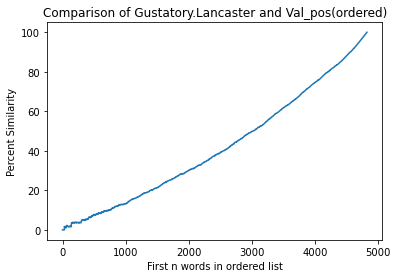 Comparison of Gustatory.Lancaster and Val_pos(ordered)
100
80
60
40
20
0
Percent Similarity
0 1000 2000 3000 4000 5000
First n words in ordered list